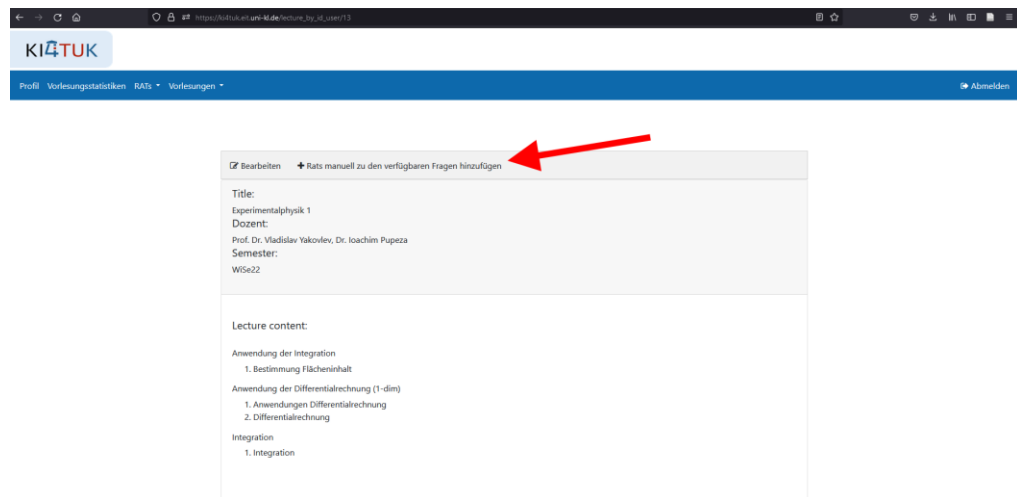 https://ki4tuk.eit.uni-kl.de/lecture_by_id_user/13
KI4TUK
Profil Vorlesungsstatistiken RATs Vorlesungen Abmelden
Bearbeiten Rats manuell zu den verfügbaren Fragen hinzufügen
Title:
Experimentalphysik 1
Dozent:
Prof. Dr. Vladislav Yakovlev, Dr. Ioachim Pupeza
Semester:
WiSe22
Lecture content:
Anwendung der Integration
1. Bestimmung Flächeninhalt
Anwendung der Differentialrechnung (1-dim)
1. Anwendungen Differentialrechnung
2. Differentialrechnung
Integration
1. Integration